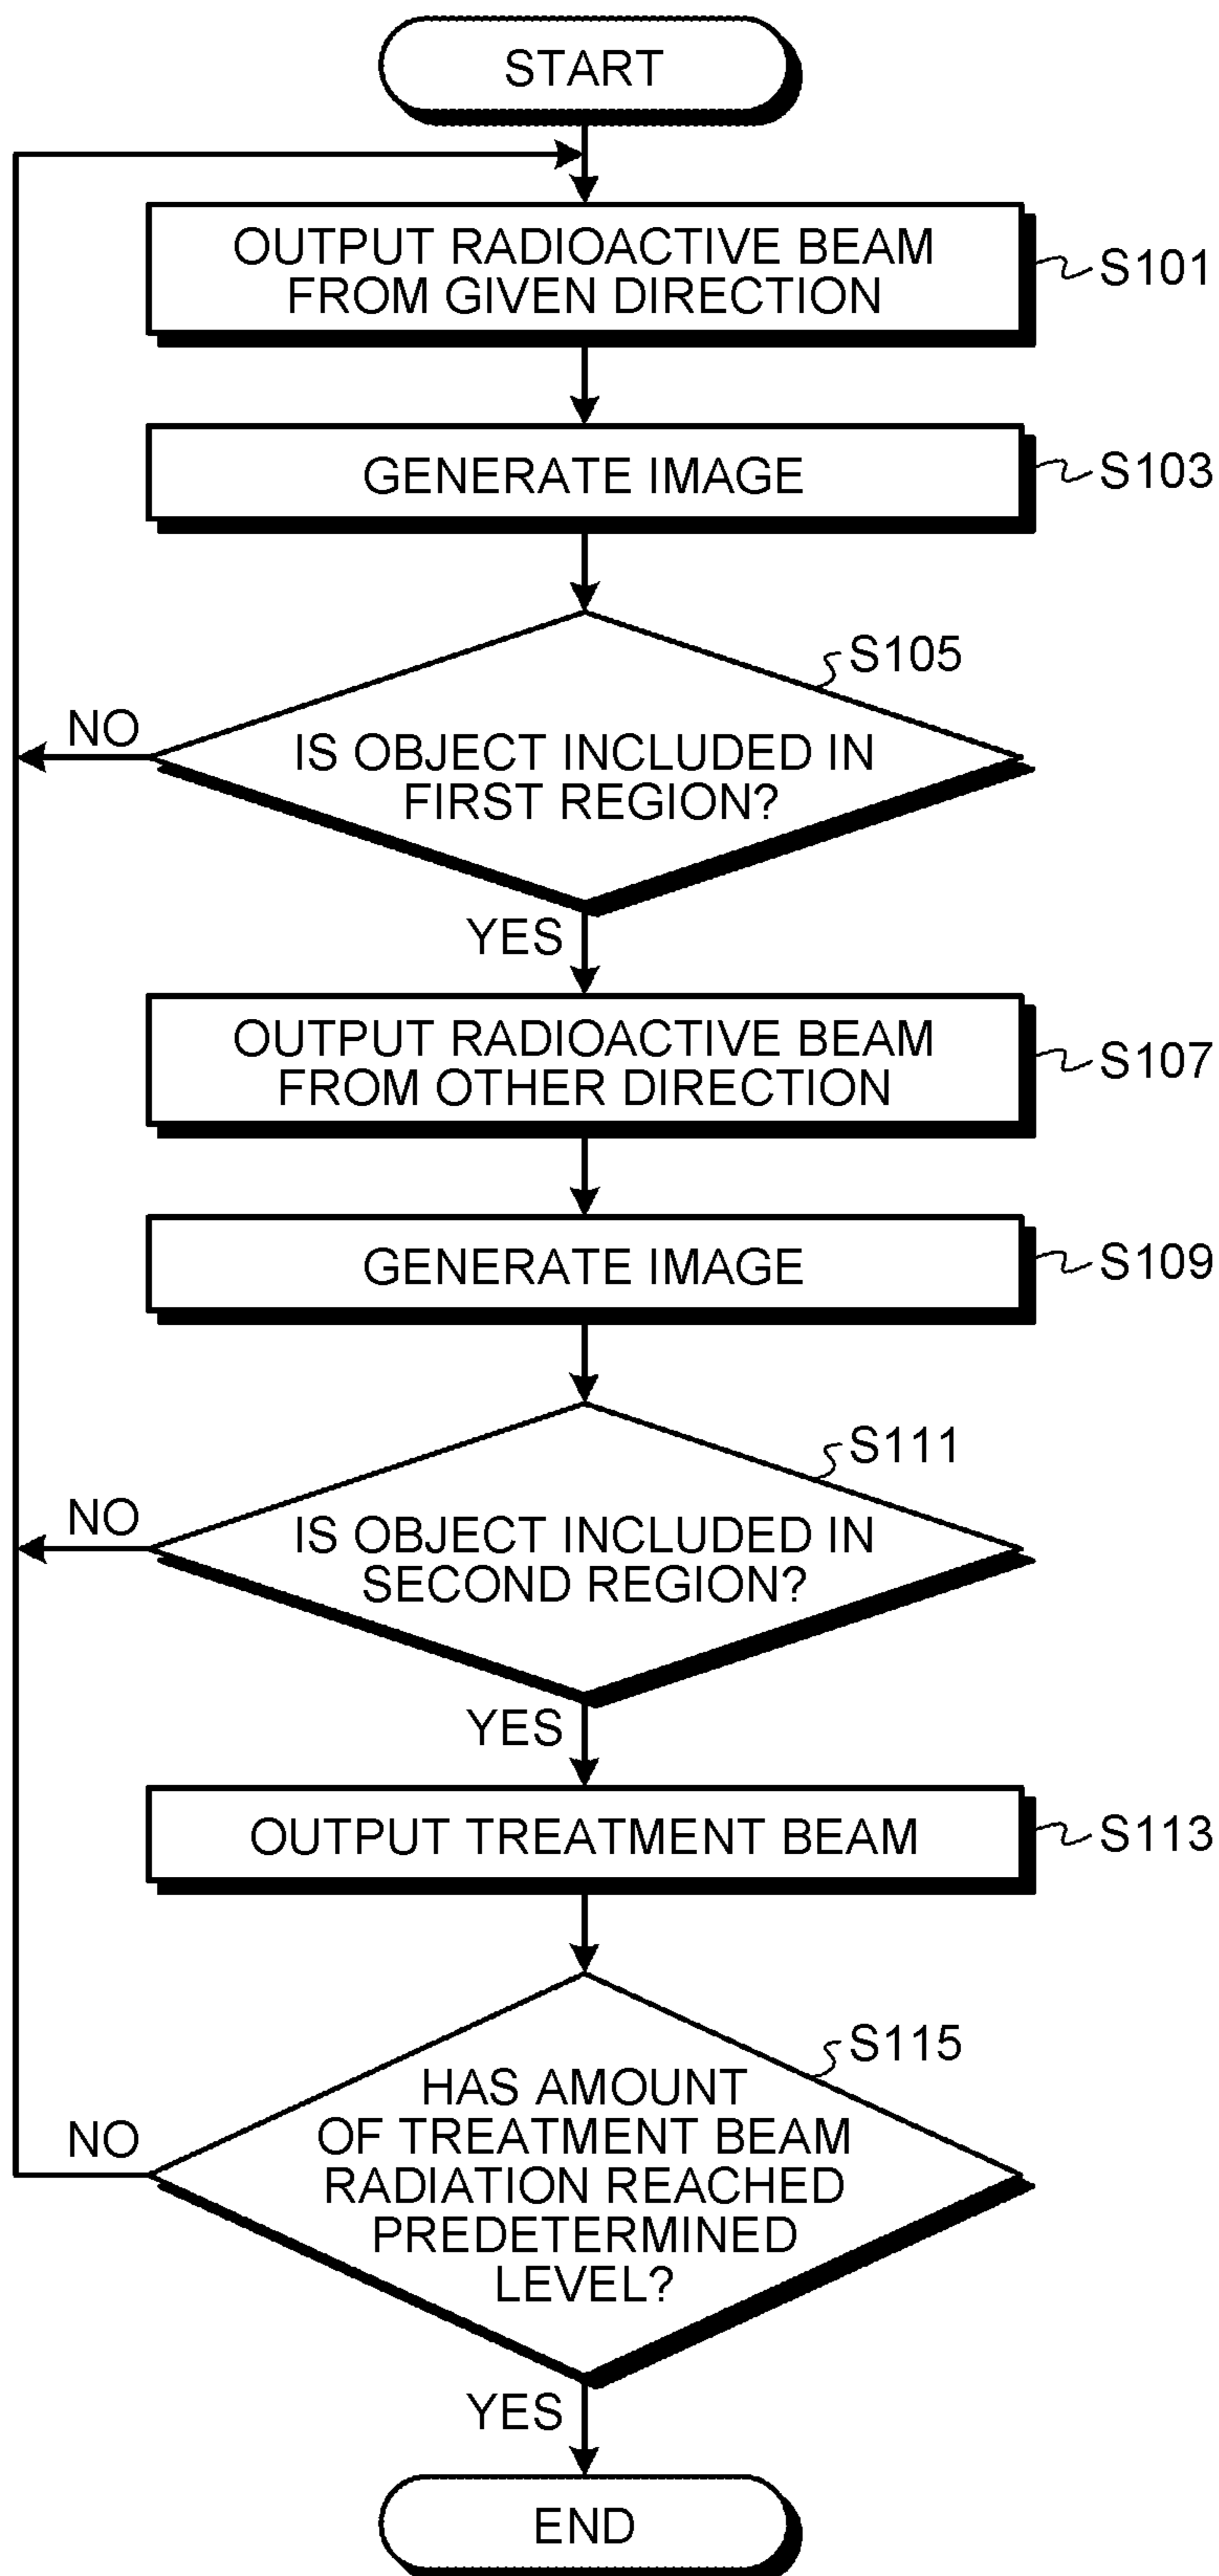 START
OUTPUT RADIOACTIVE BEAM
FROM GIVEN DIRECTION
S101
GENERATE IMAGE
S103
S105
NO
IS OBJECT INCLUDED IN
FIRST REGION?
YES
OUTPUT RADIOACTIVE BEAM
FROM OTHER DIRECTION
S107
GENERATE IMAGE
S109
S111
NO
IS OBJECT INCLUDED IN
SECOND REGION?
YES
OUTPUT TREATMENT BEAM
S113
S115
NO
HAS AMOUNT
OF TREATMENT BEAM
RADIATION REACHED
PREDETERMINED
LEVEL?
YES
END